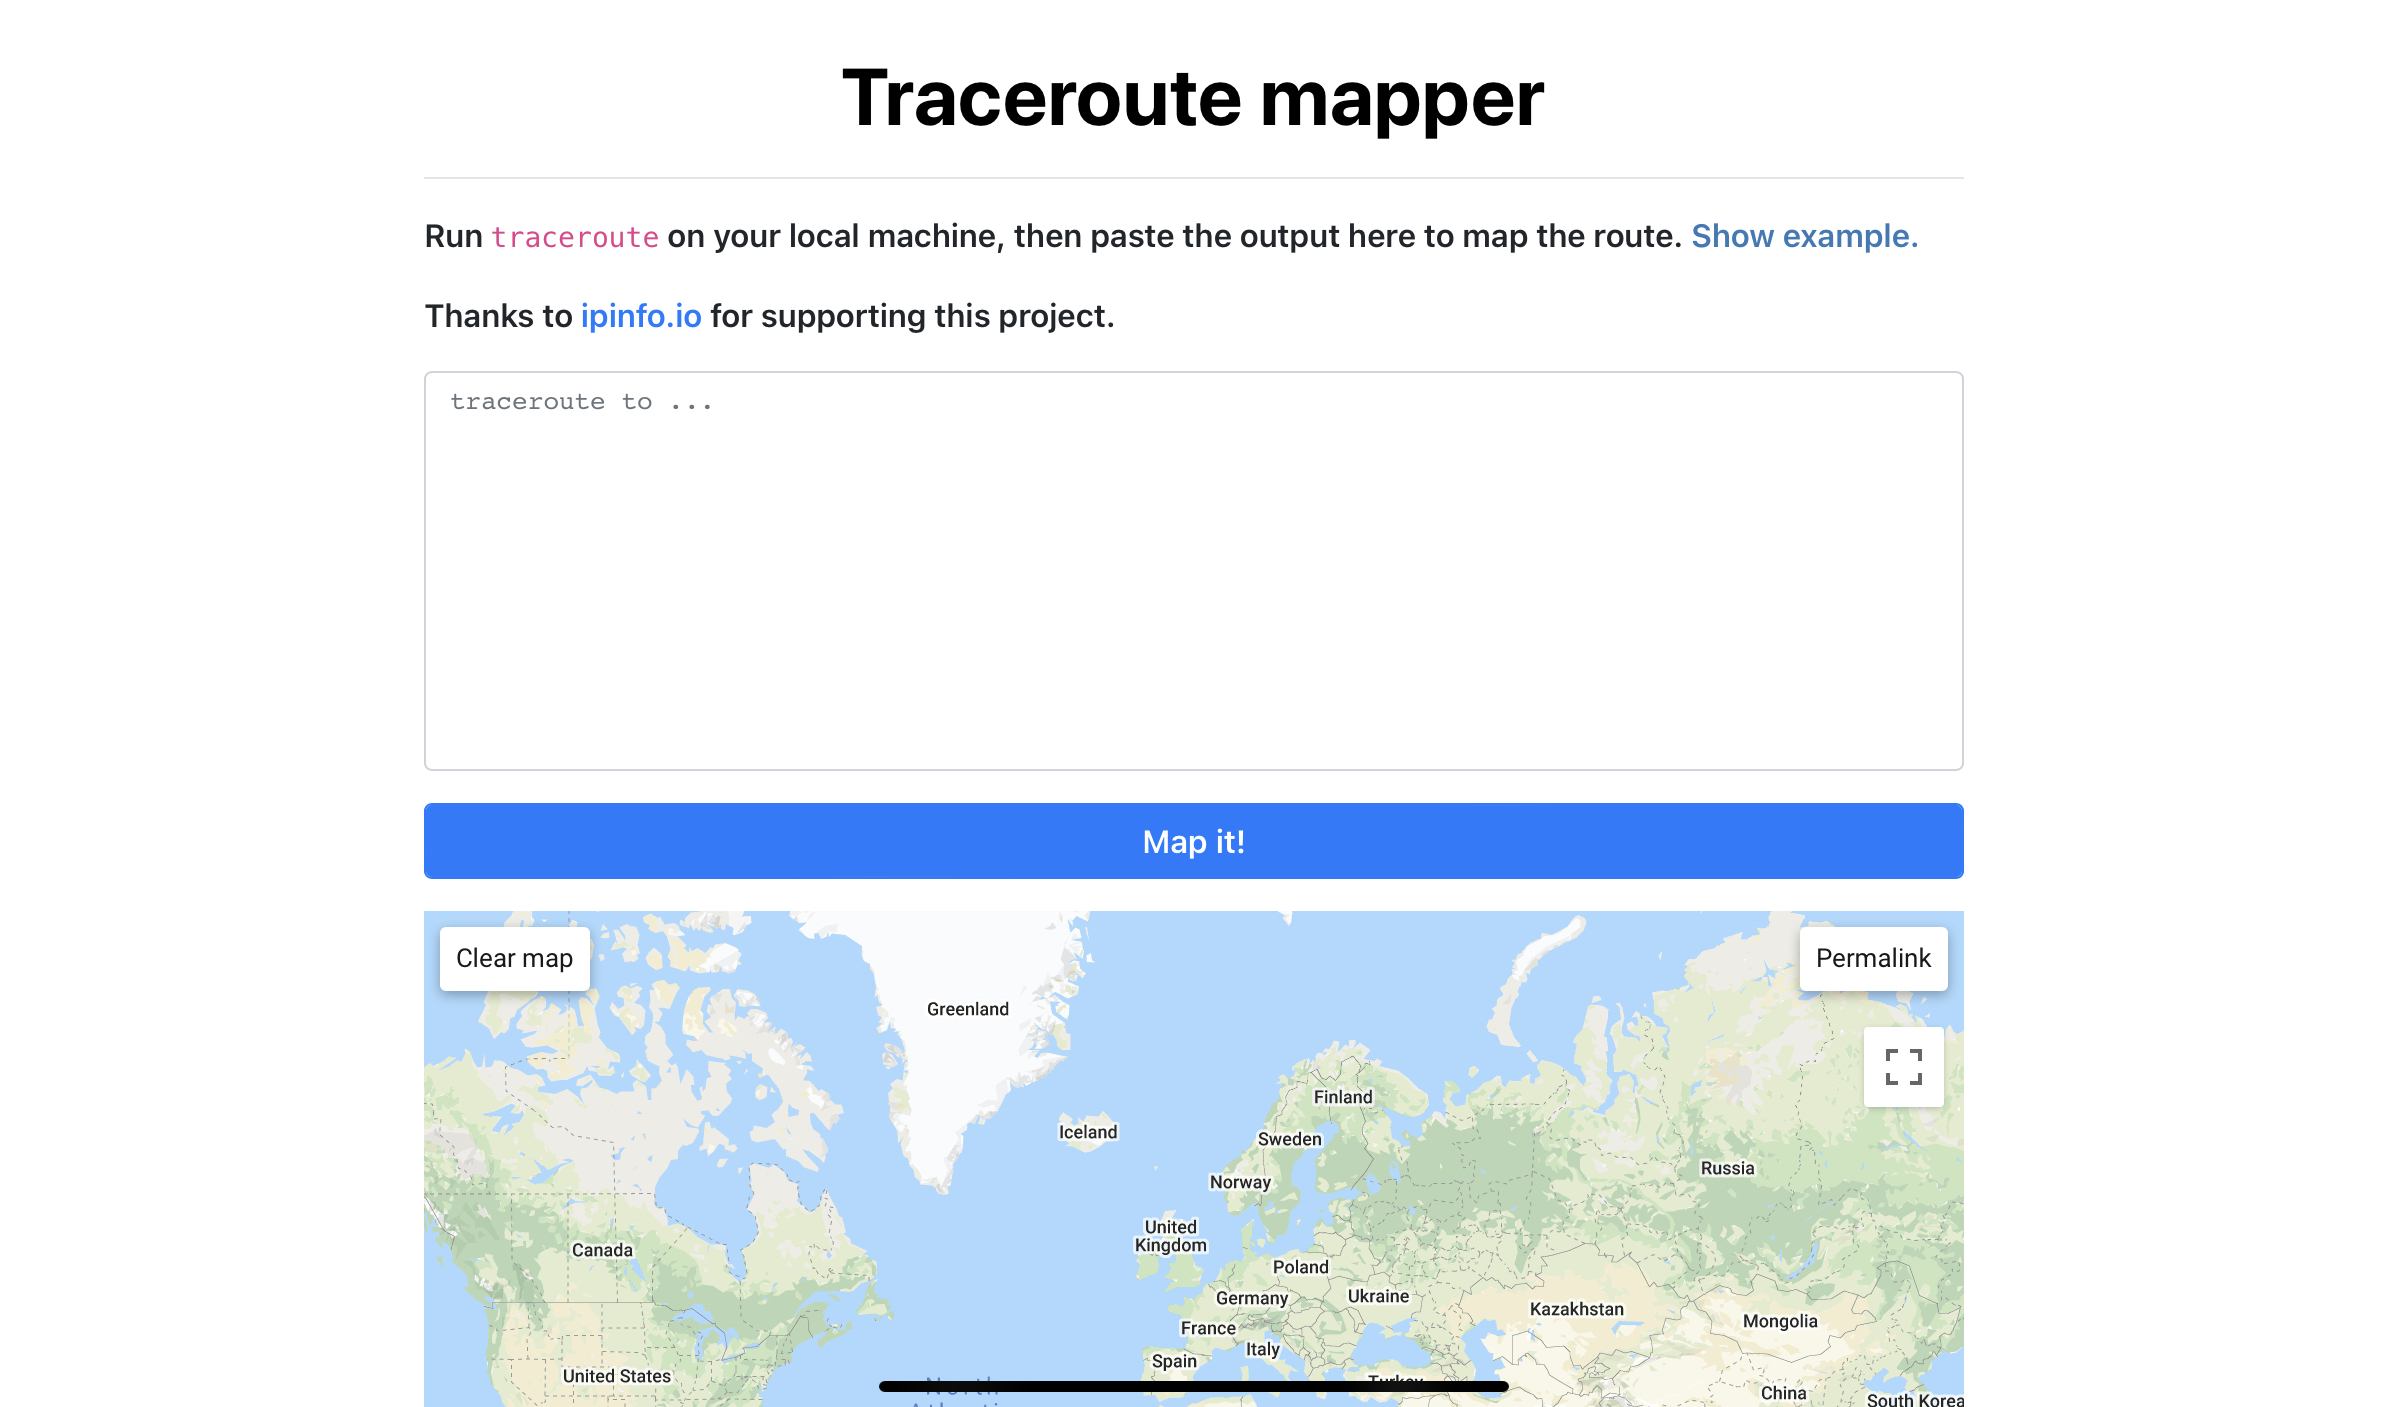 Traceroute mapper
Run traceroute on your local machine, then paste the output here to map the route. Show example.
Thanks to ipinfo.io for supporting this project.
traceroute to ...
Map it!
Clear map
Permalink
Greenland
Finland
Iceland
Sweden
Russia
Norway
United
Kingdom
Canada
Poland
Germany
Ukraine
Kazakhstan
Mongolia
France
Italy
Spain
United States
Turkey
North
China
South Korea